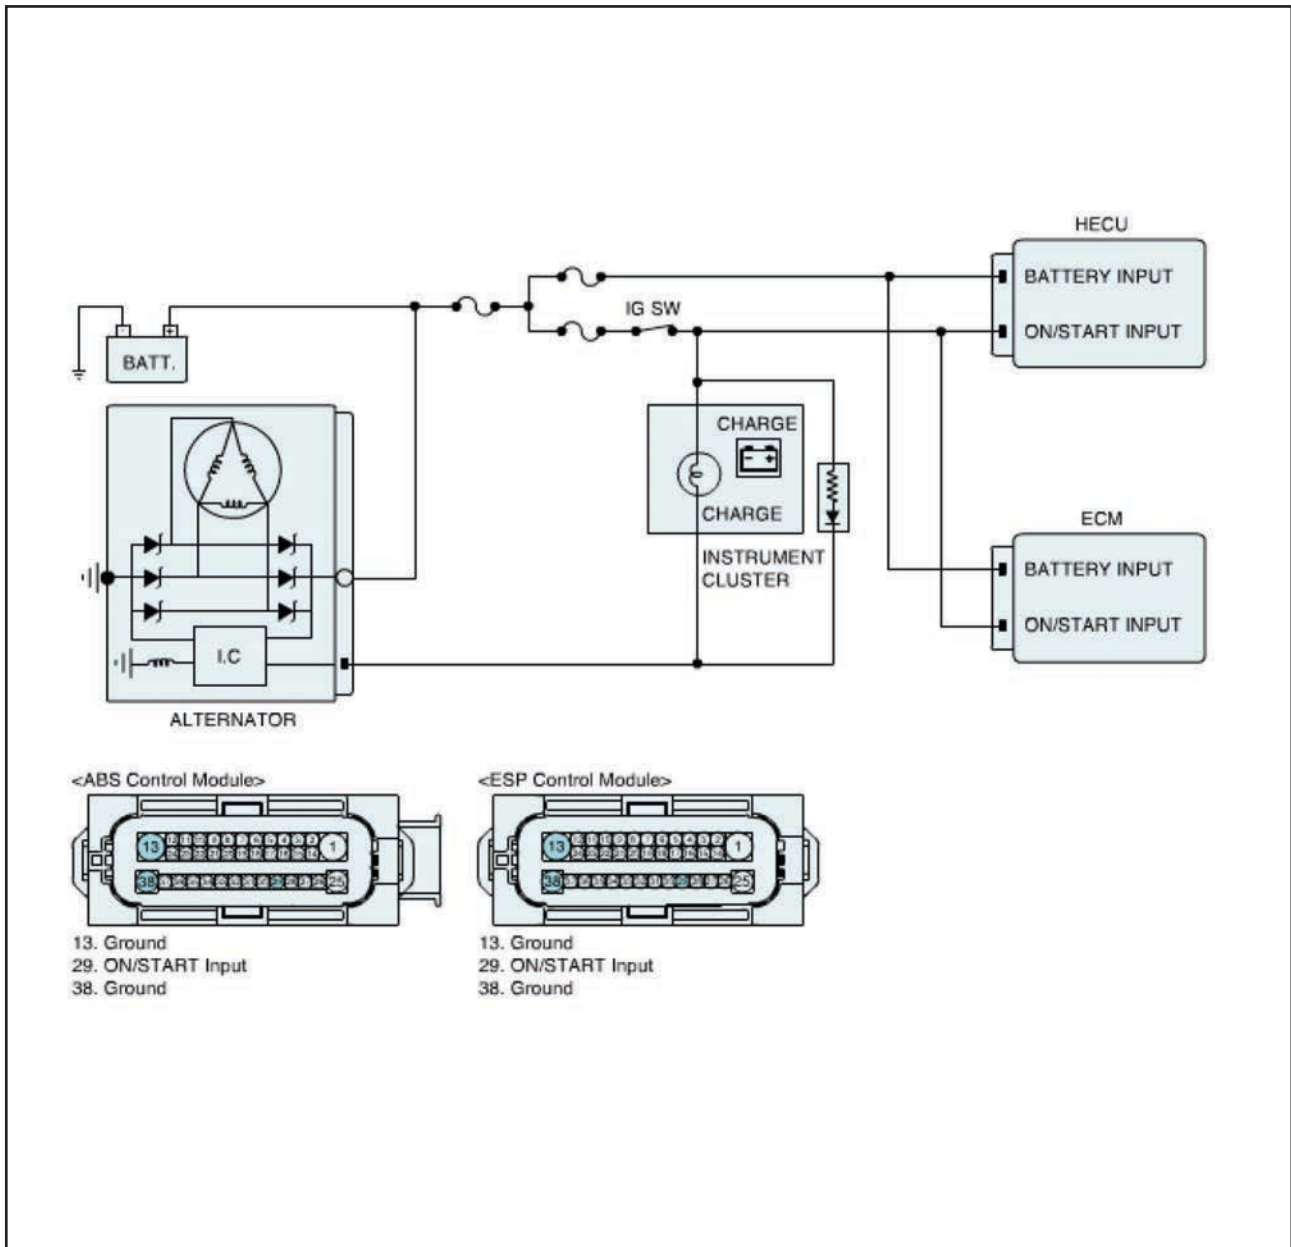 HECU
BATTERY INPUT
IG SW
ON/START INPUT
- +
BATT.
CHARGE
- +
CHARGE
INSTRUMENT
CLUSTER
ECM
BATTERY INPUT
ON/START INPUT
I.C
ALTERNATOR
<ABS Control Module>
13 1
38 25
13. Ground
29. ON/START Input
38. Ground
<ESP Control Module>
13 1
38 25
13. Ground
29. ON/START Input
38. Ground